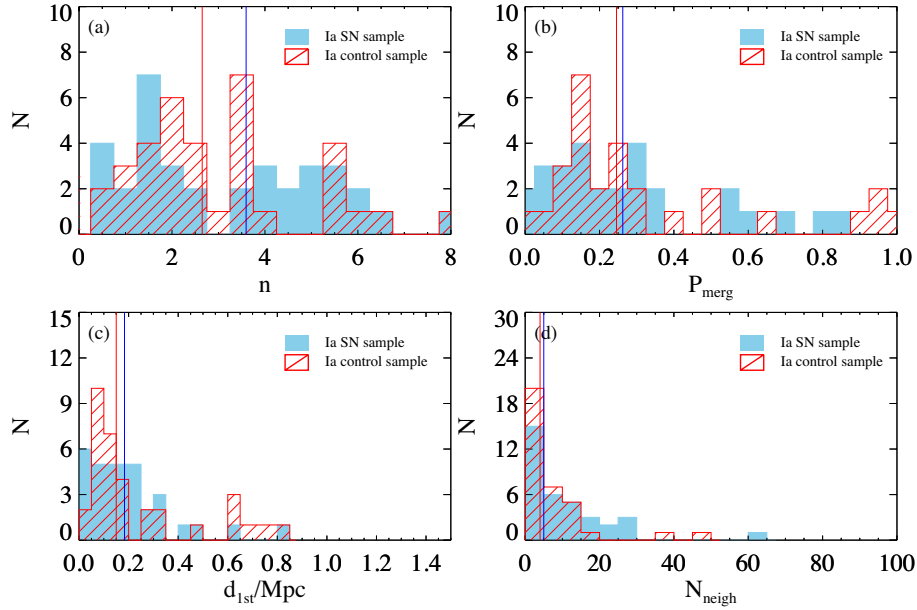 (a)
Ia SN sample
Ia control sample
N
10
8
6
4
2
0
0 2 4 6 8
n
(b)
Ia SN sample
Ia control sample
N
10
8
6
4
2
0
0.0 0.2 0.4 0.6 0.8 1.0
P_merg
(c)
Ia SN sample
Ia control sample
N
15
12
9
6
3
0
0.0 0.2 0.4 0.6 0.8 1.0 1.2 1.4
d_1st/Mpc
(d)
Ia SN sample
Ia control sample
N
30
24
18
12
6
0
0 20 40 60 80 100
N_neigh